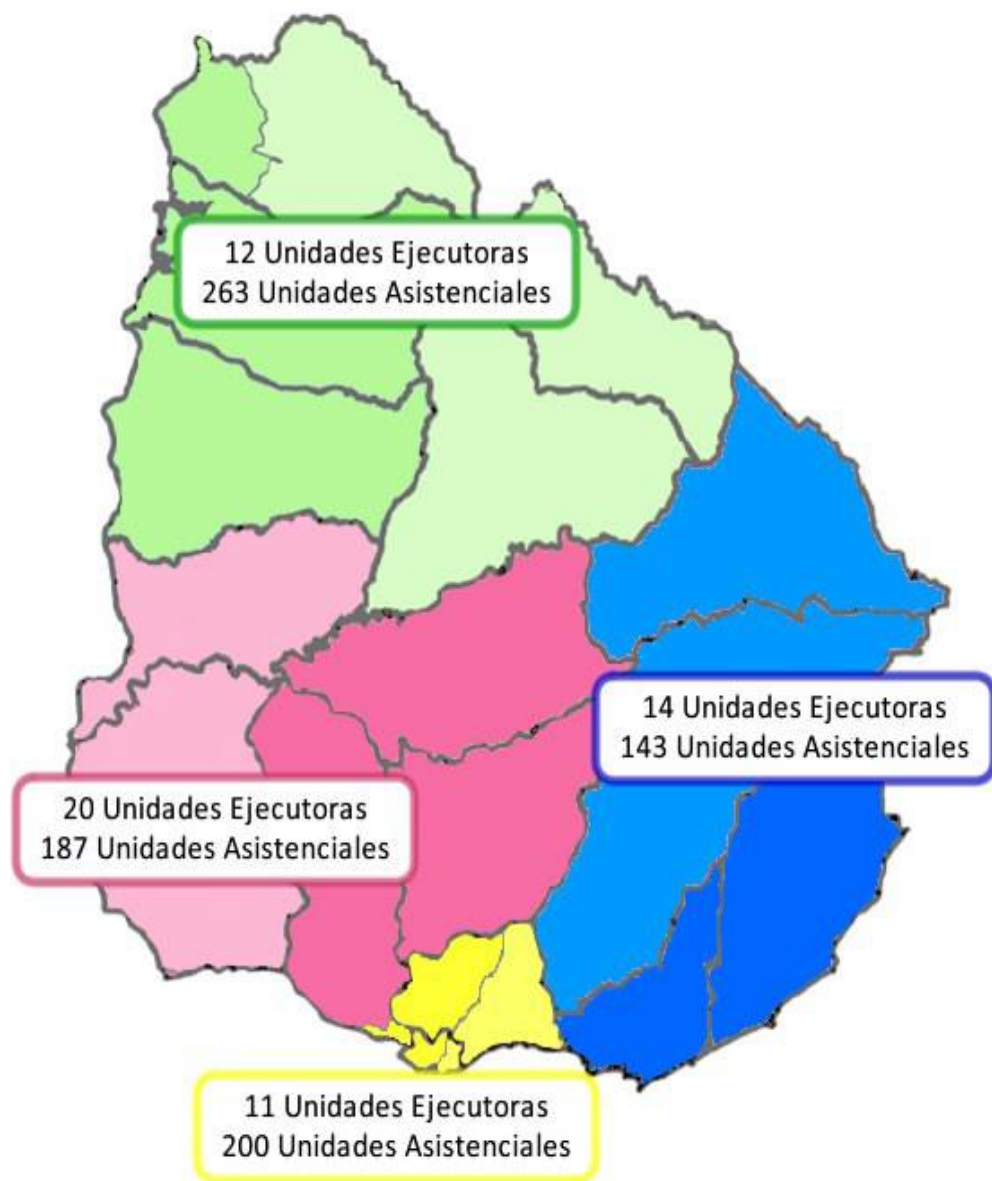 12 Unidades Ejecutoras
263 Unidades Asistenciales
14 Unidades Ejecutoras
143 Unidades Asistenciales
20 Unidades Ejecutoras
187 Unidades Asistenciales
11 Unidades Ejecutoras
200 Unidades Asistenciales